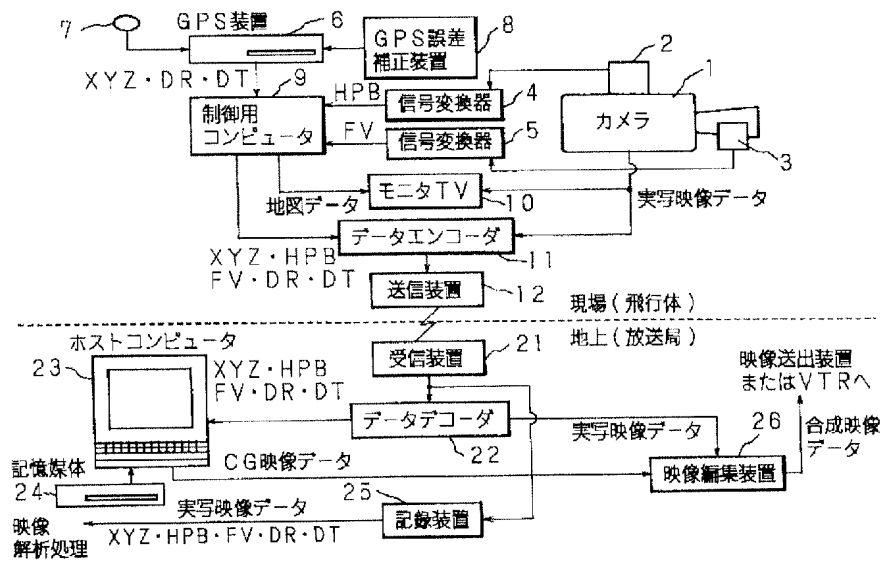 7
GPS装置
6
GPS誤差
補正装置
8
2
1
XYZ・DR・DT
9
制御用
コンピュータ
HPB
信号変換器
4
FV
信号変換器
5
カメラ
3
地図データ
モニタTV
10
実写映像データ
XYZ・HPB
FV・DR・DT
データエンコーダ
11
送信装置
12
現場(飛行体)
地上(放送局)
ホストコンピュータ
23
XYZ・HPB
FV・DR・DT
受信装置
21
映像送出装置
またはVTRへ
データデコーダ
22
実写映像データ
26
合成映像
データ
CG映像データ
映像編集装置
記憶媒体
24
25
実写映像データ
記録装置
映像
解析処理
XYZ・HPB・FV・DR・DT